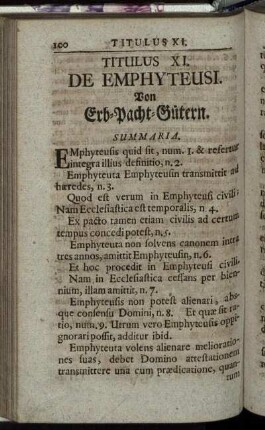 100 TITULUS XI.
TITULUS XI.
DE EMPHYTEUSI.
Von
Erb-Pacht-Gütern.
SUMMARIA.
EMphyteusis quid sit, num. 1. & refertur
integra illius definitio, n. 2.
Emphyteuta Emphyteusin transmittit ad
hæredes, n. 3.
Quod est verum in Emphyteusi civili:
Nam Ecclesiastica est temporalis, n 4.
Ex pacto tamen etiam civilis ad certum
tempus concedi potest, n, 5.
Emphyteuta non solvens canonem intra
tres annos, amittit Emphyteusin, n. 6.
Et hoc procedit in Emphyteusi civili,
Nam in Ecclesiastica cessans per bien-
nium, illam amittit, n. 7.
Emphyteusis non potest alienari, abs-
que consensu Domini, n. 8. Et quæ sit ra-
tio, num. 9. Utrum vero Emphyteusis oppi-
gnorari possit, additur ibid.
Emphyteuta volens alienare melioratio-
nes suas, debet Domino attestationem
transmittere una cum prædicatione, quan-
tum